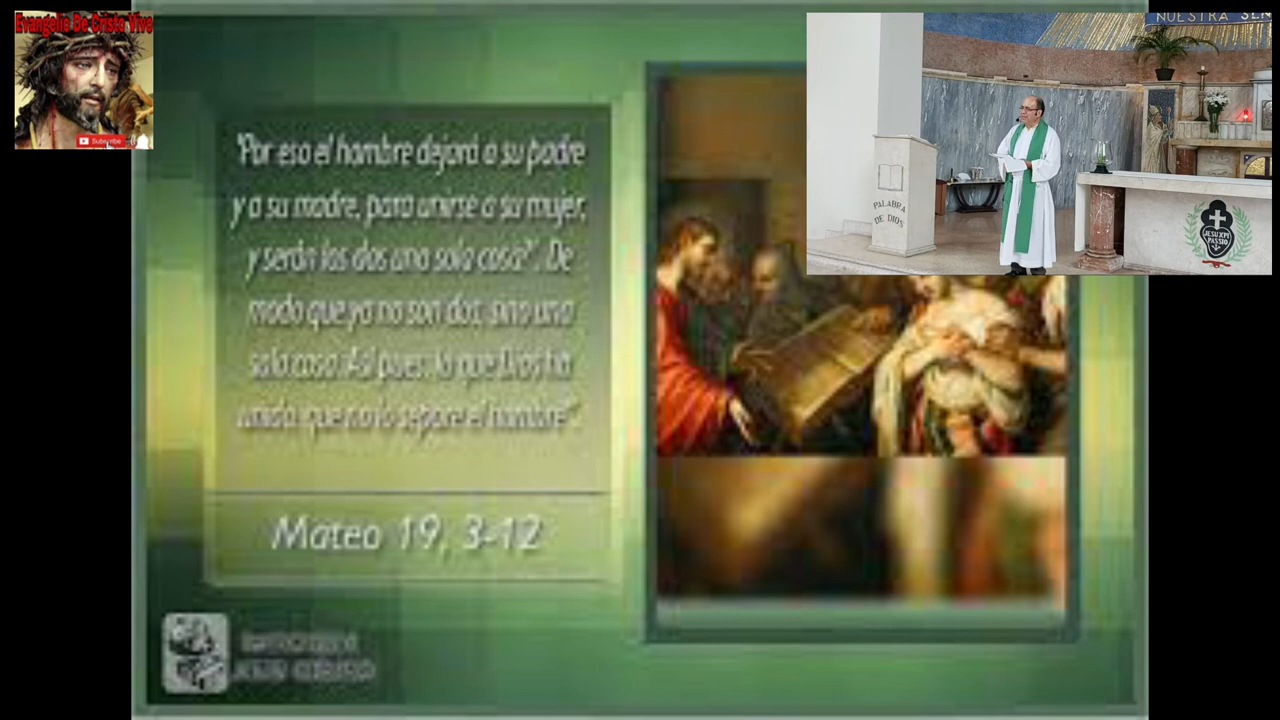 Evangelio De Cristo Vivo
Subscribe
"Por eso el hombre dejará a su padre
y a su madre, para unirse a su mujer,
y serán los dos una sola cosa?". De
modo que ya no son dos, sino una
sola cosa. Así pues, lo que Dios ha
unido, que no lo separe el hombre".
Mateo 19, 3-12
NUESTRA SEÑ
PALABRA
DE DIOS
JESU XPI
PASSIO